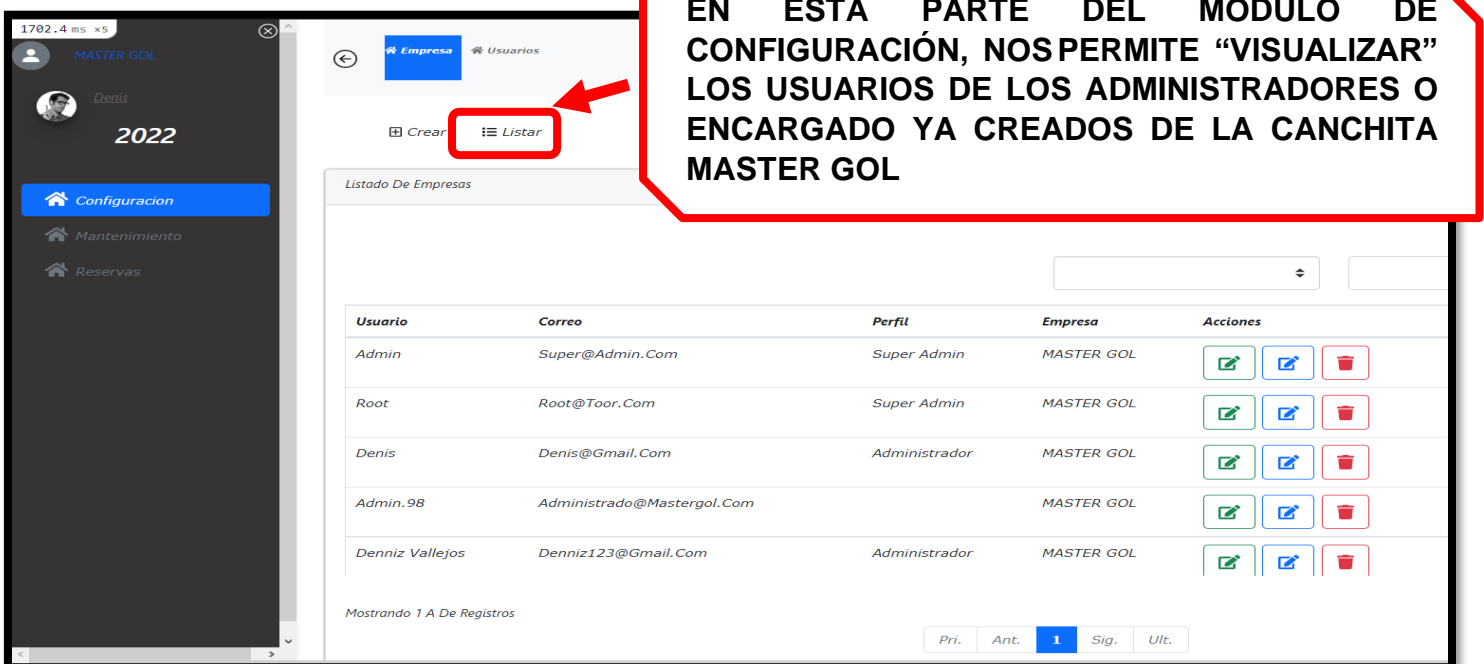 1702.4 ms ×5
MASTER GOL
Denis
2022
Configuracion
Mantenimiento
Reservas
Empresa Usuarios
Crear Listar
EN ESTA PARTE DEL MODULO DE
CONFIGURACIÓN, NOS PERMITE “VISUALIZAR”
LOS USUARIOS DE LOS ADMINISTRADORES O
ENCARGADO YA CREADOS DE LA CANCHITA
MASTER GOL
Listado De Empresas
Usuario Correo Perfil Empresa Acciones
Admin Super@Admin.Com Super Admin MASTER GOL
Root Root@Toor.Com Super Admin MASTER GOL
Denis Denis@Gmail.Com Administrador MASTER GOL
Admin.98 Administrado@Mastergol.Com MASTER GOL
Denniz Vallejos Denniz123@Gmail.Com Administrador MASTER GOL
Mostrando 1 A De Registros
Pri. Ant. 1 Sig. Ult.